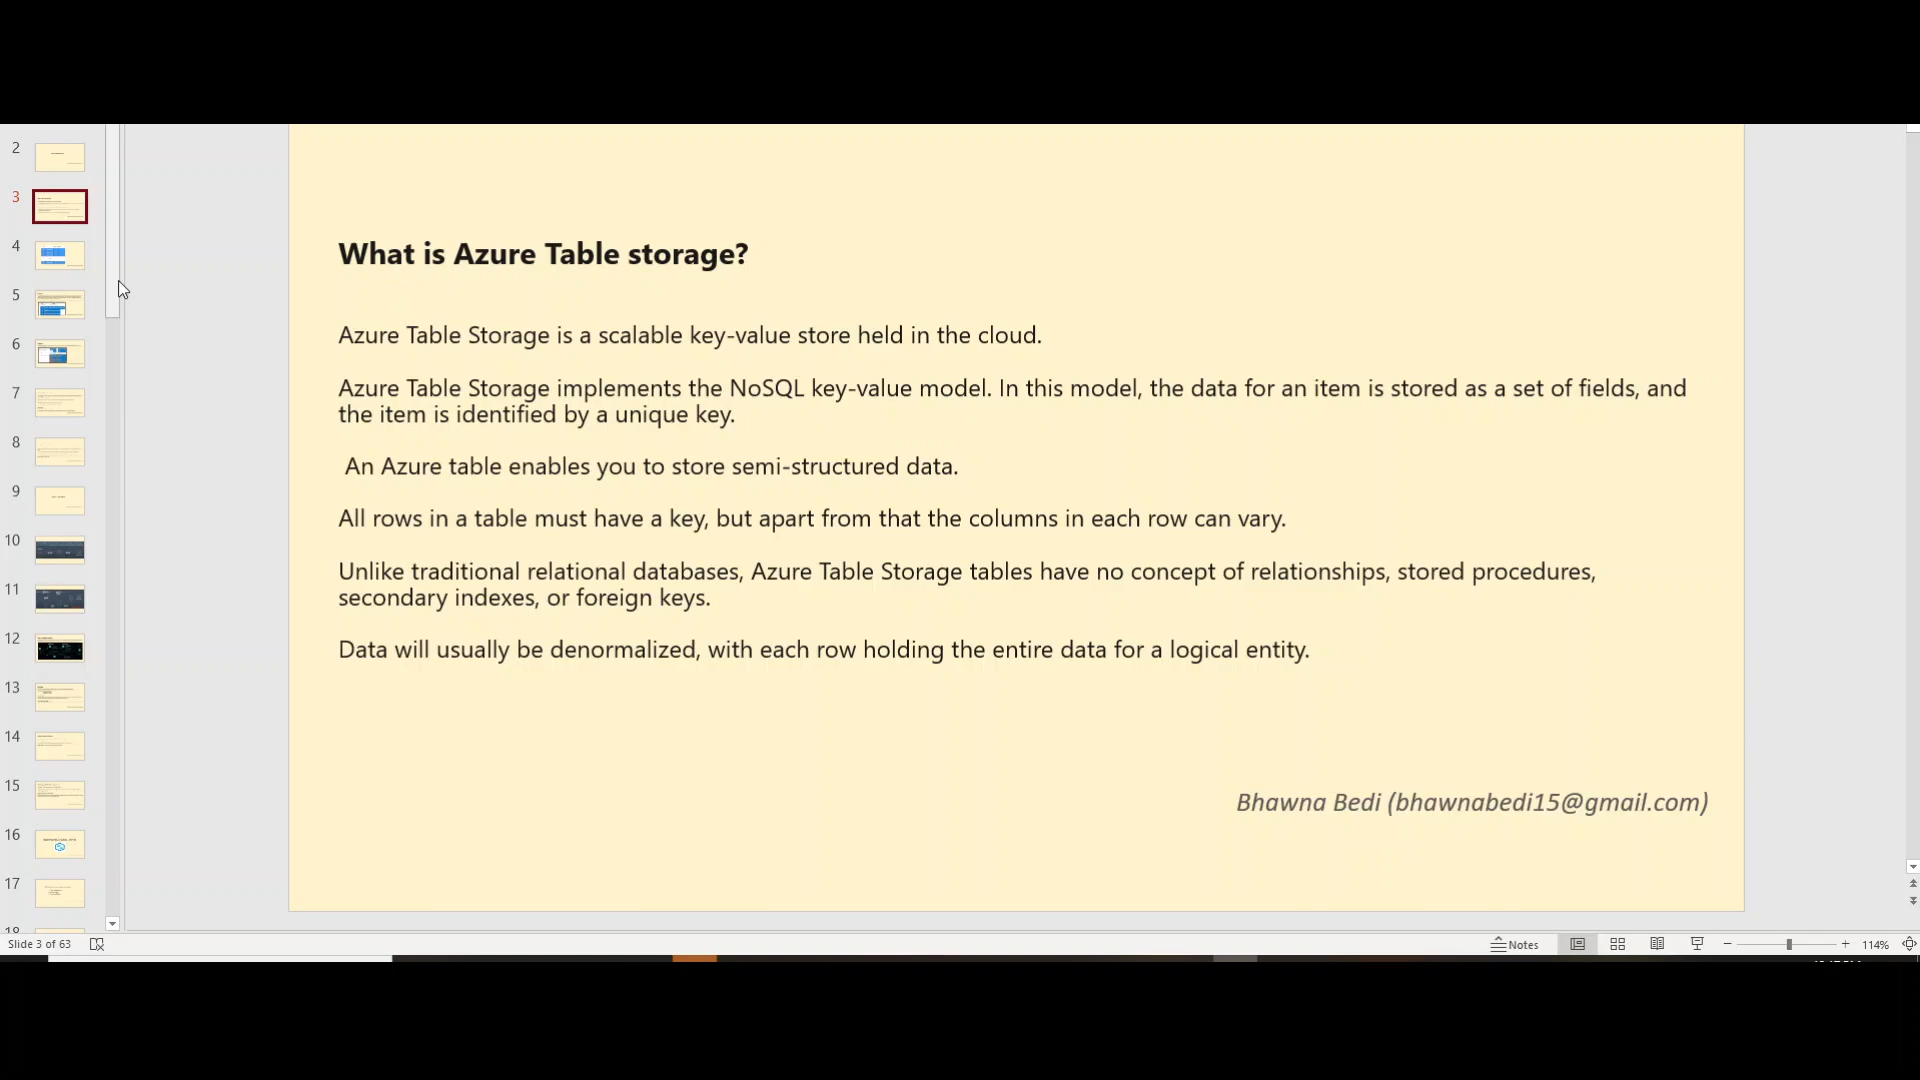 2
3
4
5
6
7
8
9
10
11
12
13
14
15
16
17
What is Azure Table storage?
Azure Table Storage is a scalable key-value store held in the cloud.
Azure Table Storage implements the NoSQL key-value model. In this model, the data for an item is stored as a set of fields, and
the item is identified by a unique key.
An Azure table enables you to store semi-structured data.
All rows in a table must have a key, but apart from that the columns in each row can vary.
Unlike traditional relational databases, Azure Table Storage tables have no concept of relationships, stored procedures,
secondary indexes, or foreign keys.
Data will usually be denormalized, with each row holding the entire data for a logical entity.
Bhawna Bedi (bhawnabedi15@gmail.com)
Slide 3 of 63
Notes
114%